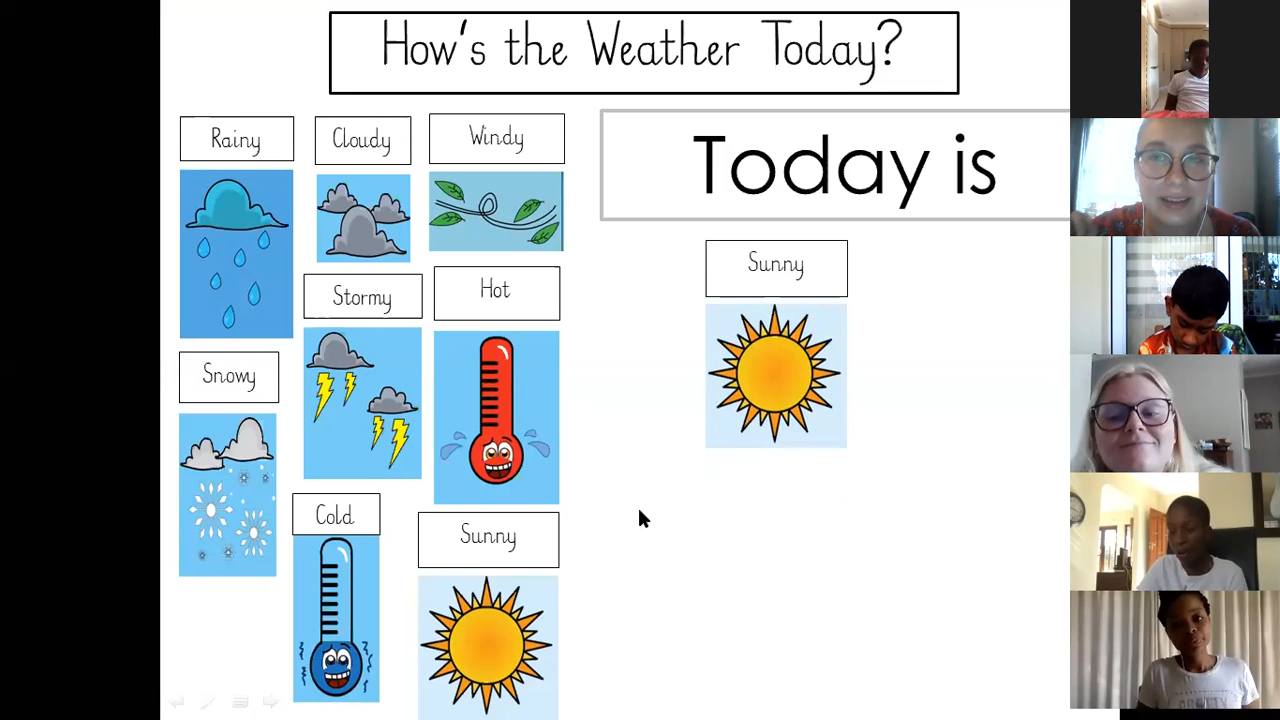 How's the Weather Today?
Rainy
Cloudy
Windy
Today is
Stormy
Hot
Sunny
Snowy
Cold
Sunny